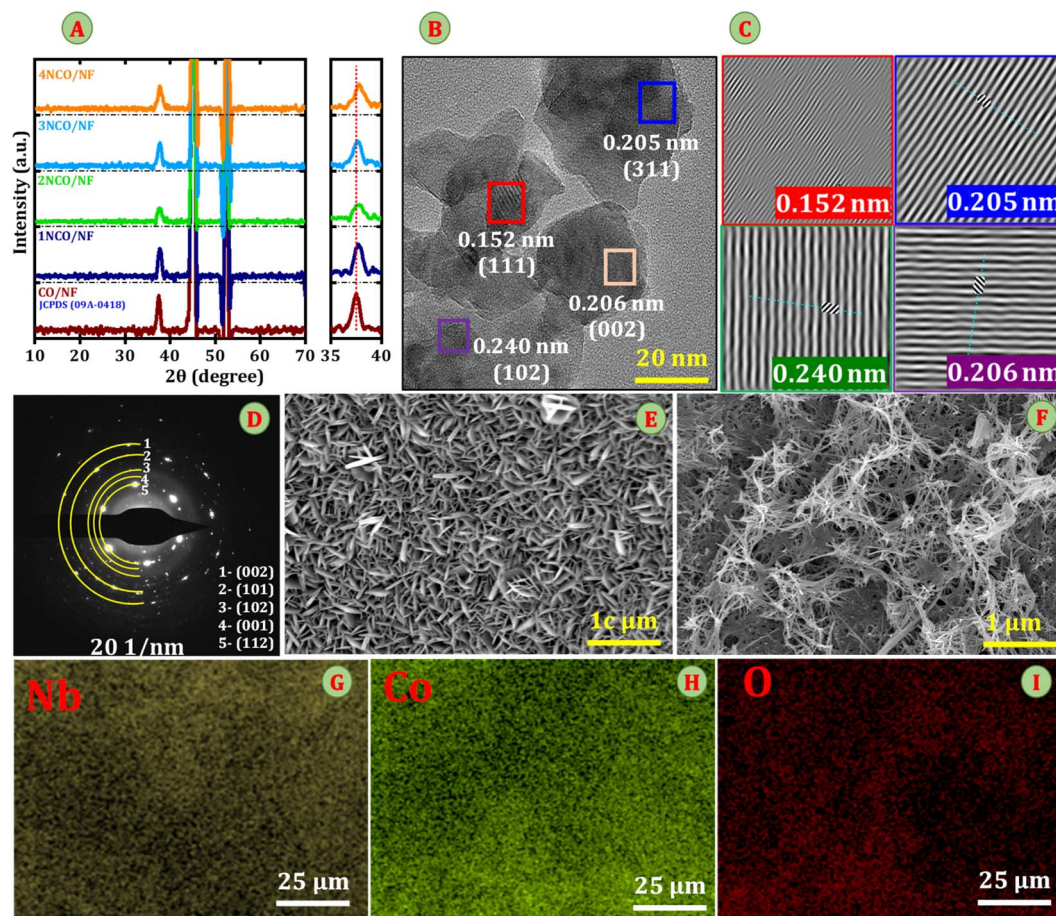 A
B
C
4NCO/NF
3NCO/NF
2NCO/NF
1NCO/NF
CO/NF
JCPDS (09A-0418)
Intensity (a.u.)
10 20 30 40 50 60 70 35 40
2θ (degree)
0.205 nm
(311)
0.152 nm
(111)
0.206 nm
(002)
0.240 nm
(102)
20 nm
0.152 nm
0.205 nm
0.240 nm
0.206 nm
D
1
2
3
4
5
1- (002)
2- (101)
3- (102)
4- (001)
5- (112)
20 1/nm
E
1c μm
F
1 μm
Nb
G
25 μm
Co
H
25 μm
O
I
25 μm